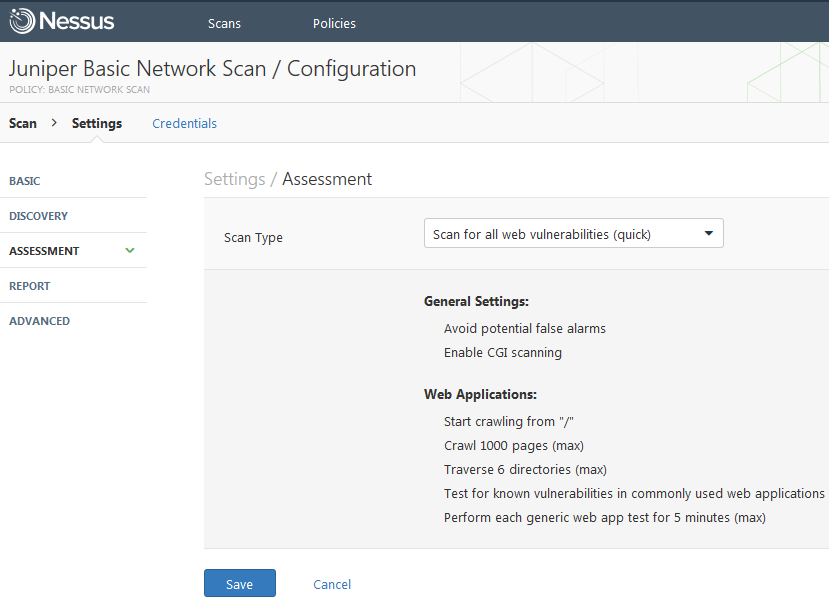 Nessus Scans Policies
Juniper Basic Network Scan / Configuration
POLICY: BASIC NETWORK SCAN
Scan > Settings Credentials
BASIC
DISCOVERY
ASSESSMENT
REPORT
ADVANCED
Settings / Assessment
Scan Type Scan for all web vulnerabilities (quick)
General Settings:
Avoid potential false alarms
Enable CGI scanning
Web Applications:
Start crawling from "/"
Crawl 1000 pages (max)
Traverse 6 directories (max)
Test for known vulnerabilities in commonly used web applications
Perform each generic web app test for 5 minutes (max)
Save Cancel